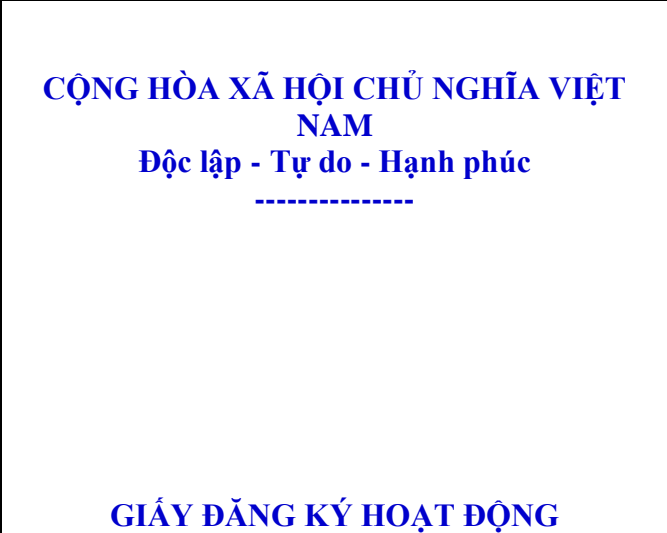 CỘNG HÒA XÃ HỘI CHỦ NGHĨA VIỆT
NAM
Độc lập - Tự do - Hạnh phúc
---------------
GIẤY ĐĂNG KÝ HOẠT ĐỘNG